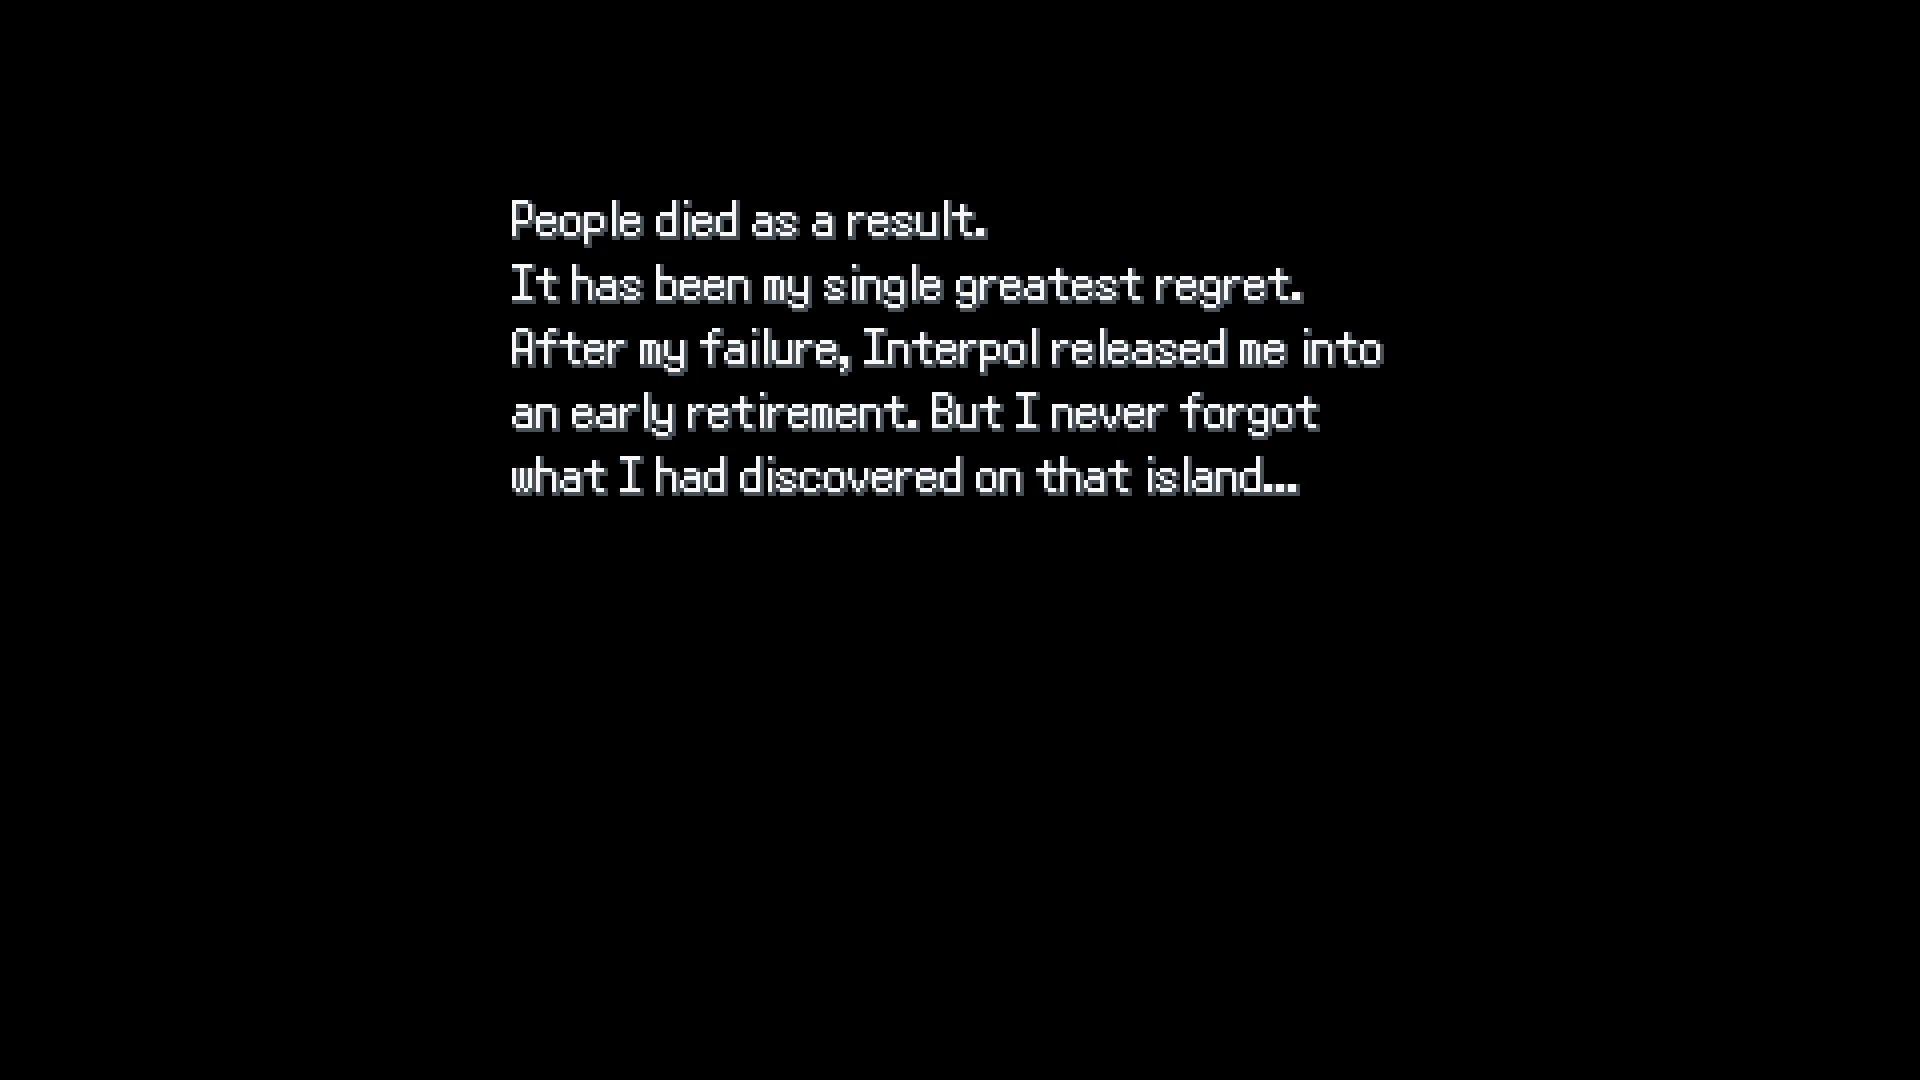 People died as a result.
It has been my single greatest regret.
After my failure, Interpol released me into
an early retirement. But I never forgot
what I had discovered on that island...